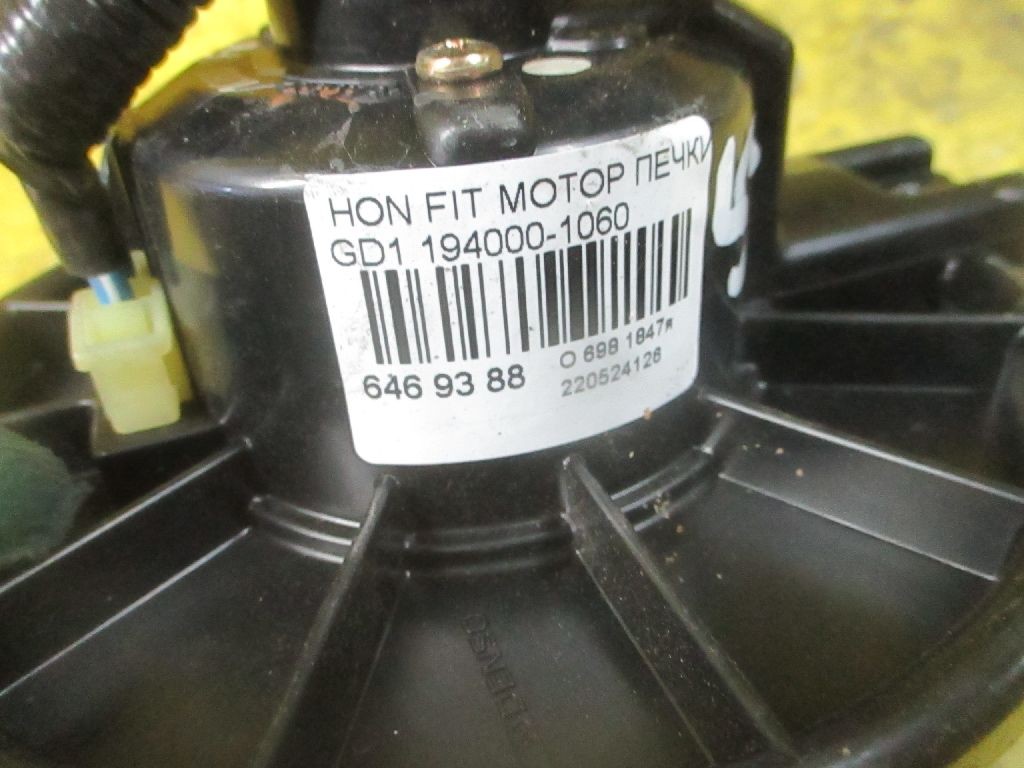 HON FIT МОТОР ПЕЧКИ
GD1 194000-1060
646 93 88
O 698 1847я
220524126